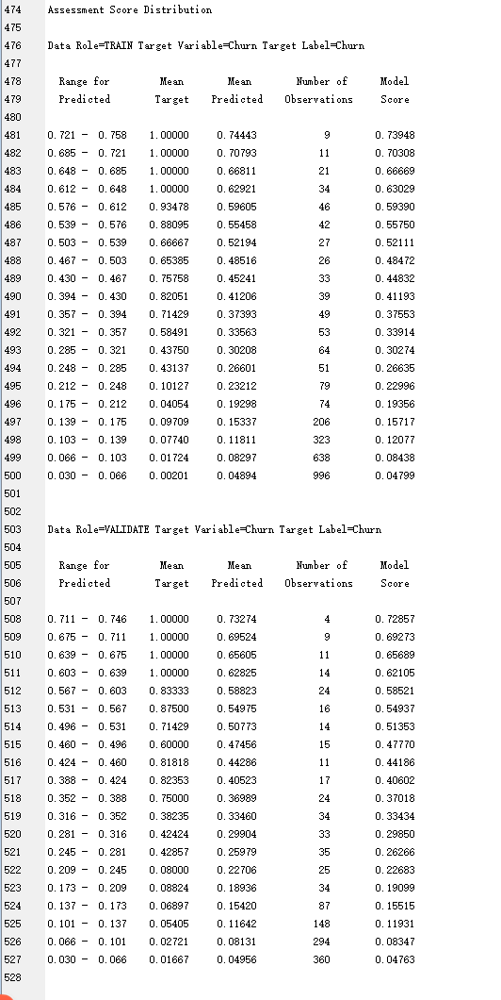 474 Assessment Score Distribution
475
476 Data Role=TRAIN Target Variable=Churn Target Label=Churn
477
478 Range for Mean Mean Number of Model
479 Predicted Target Predicted Observations Score
480
481 0.721 - 0.758 1.00000 0.74443 9 0.73948
482 0.685 - 0.721 1.00000 0.70793 11 0.70308
483 0.648 - 0.685 1.00000 0.66811 21 0.66669
484 0.612 - 0.648 1.00000 0.62921 34 0.63029
485 0.576 - 0.612 0.93478 0.59605 46 0.59390
486 0.539 - 0.576 0.88095 0.55458 42 0.55750
487 0.503 - 0.539 0.66667 0.52194 27 0.52111
488 0.467 - 0.503 0.65385 0.48516 26 0.48472
489 0.430 - 0.467 0.75758 0.45241 33 0.44832
490 0.394 - 0.430 0.82051 0.41206 39 0.41193
491 0.357 - 0.394 0.71429 0.37393 49 0.37553
492 0.321 - 0.357 0.58491 0.33563 53 0.33914
493 0.285 - 0.321 0.43750 0.30208 64 0.30274
494 0.248 - 0.285 0.43137 0.26601 51 0.26635
495 0.212 - 0.248 0.10127 0.23212 79 0.22996
496 0.175 - 0.212 0.04054 0.19298 74 0.19356
497 0.139 - 0.175 0.09709 0.15337 206 0.15717
498 0.103 - 0.139 0.07740 0.11811 323 0.12077
499 0.066 - 0.103 0.01724 0.08297 638 0.08438
500 0.030 - 0.066 0.00201 0.04894 996 0.04799
501
502
503 Data Role=VALIDATE Target Variable=Churn Target Label=Churn
504
505 Range for Mean Mean Number of Model
506 Predicted Target Predicted Observations Score
507
508 0.711 - 0.746 1.00000 0.73274 4 0.72857
509 0.675 - 0.711 1.00000 0.69524 9 0.69273
510 0.639 - 0.675 1.00000 0.65605 11 0.65689
511 0.603 - 0.639 1.00000 0.62825 14 0.62105
512 0.567 - 0.603 0.83333 0.58823 24 0.58521
513 0.531 - 0.567 0.87500 0.54975 16 0.54937
514 0.496 - 0.531 0.71429 0.50773 14 0.51353
515 0.460 - 0.496 0.60000 0.47456 15 0.47770
516 0.424 - 0.460 0.81818 0.44286 11 0.44186
517 0.388 - 0.424 0.82353 0.40523 17 0.40602
518 0.352 - 0.388 0.75000 0.36989 24 0.37018
519 0.316 - 0.352 0.38235 0.33460 34 0.33434
520 0.281 - 0.316 0.42424 0.29904 33 0.29850
521 0.245 - 0.281 0.42857 0.25979 35 0.26266
522 0.209 - 0.245 0.08000 0.22706 25 0.22683
523 0.173 - 0.209 0.08824 0.18936 34 0.19099
524 0.137 - 0.173 0.06897 0.15420 87 0.15515
525 0.101 - 0.137 0.05405 0.11642 148 0.11931
526 0.066 - 0.101 0.02721 0.08131 294 0.08347
527 0.030 - 0.066 0.01667 0.04956 360 0.04763
528